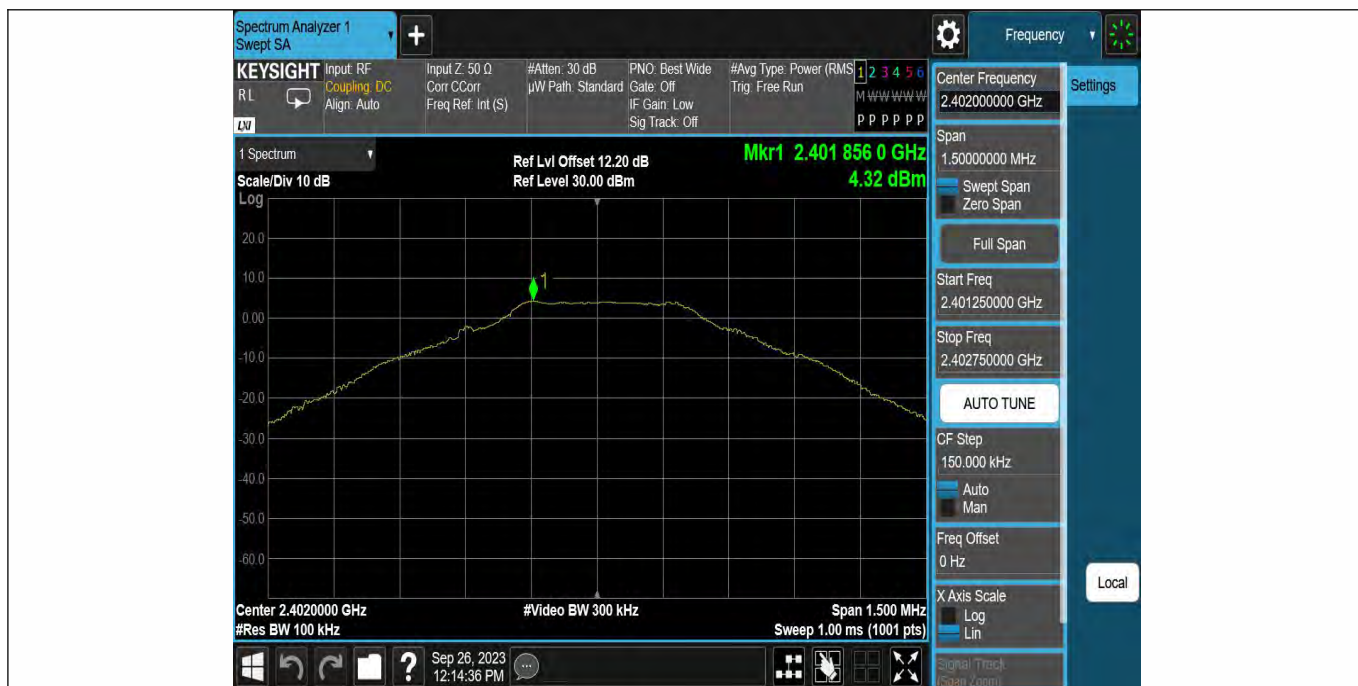 Spectrum Analyzer 1
Swept SA
+
Frequency
KEYSIGHT
RL
LXI
Input: RF
Coupling: DC
Align: Auto
Input Z: 50 Ω
Corr CCorr
Freq Ref: Int (S)
#Atten: 30 dB
µW Path: Standard
PNO: Best Wide
Gate: Off
IF Gain: Low
Sig Track: Off
#Avg Type: Power (RMS
Trig: Free Run
1 2 3 4 5 6
M W W W W W
P P P P P P
1 Spectrum
Scale/Div 10 dB
Ref Lvl Offset 12.20 dB
Ref Level 30.00 dBm
Mkr1 2.401 856 0 GHz
4.32 dBm
Log
20.0
10.0
0.00
-10.0
-20.0
-30.0
-40.0
-50.0
-60.0
1
Center 2.4020000 GHz
#Res BW 100 kHz
#Video BW 300 kHz
Span 1.500 MHz
Sweep 1.00 ms (1001 pts)
Center Frequency
2.402000000 GHz
Settings
Span
1.50000000 MHz
Swept Span
Zero Span
Full Span
Start Freq
2.401250000 GHz
Stop Freq
2.402750000 GHz
AUTO TUNE
CF Step
150.000 kHz
Auto
Man
Freq Offset
0 Hz
X Axis Scale
Log
Lin
Signal Track
(Span Zoom)
Local
?
Sep 26, 2023
12:14:36 PM